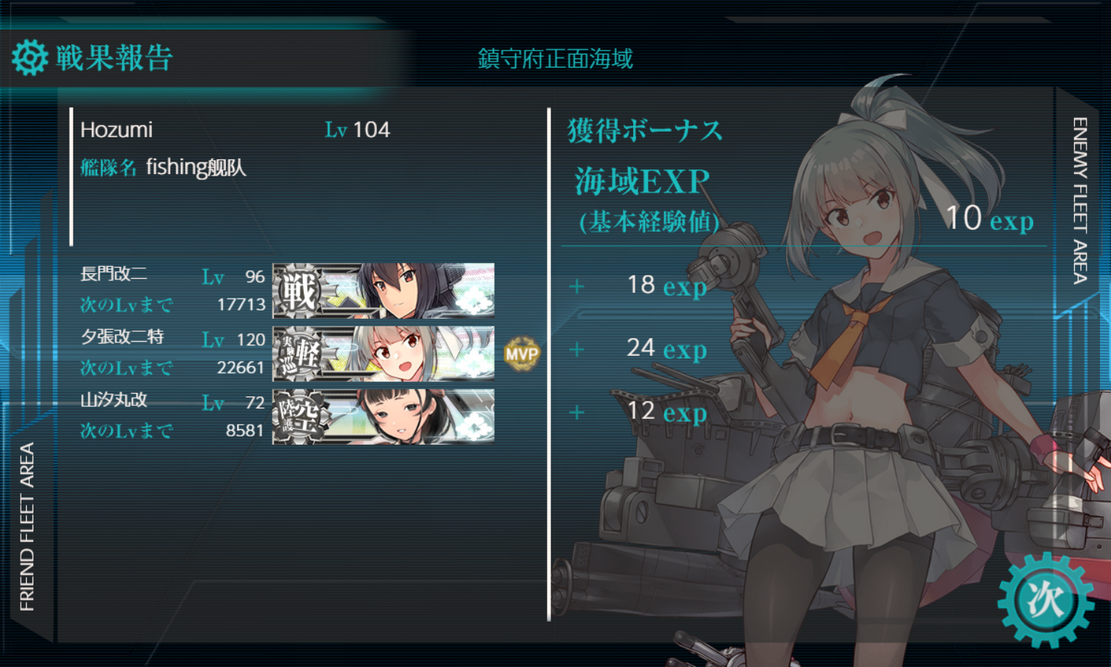 戦果報告
鎮守府正面海域
Hozumi Lv 104
艦隊名 fishing舰队
長門改二 Lv 96
次のLvまで 17713
戦
夕張改二特 Lv 120
次のLvまで 22661
実験軽巡
MVP
山汐丸改 Lv 72
次のLvまで 8581
陸空
獲得ボーナス
海域EXP
(基本経験値) 10 exp
+ 18 exp
+ 24 exp
+ 12 exp
FRIEND FLEET AREA
ENEMY FLEET AREA
次